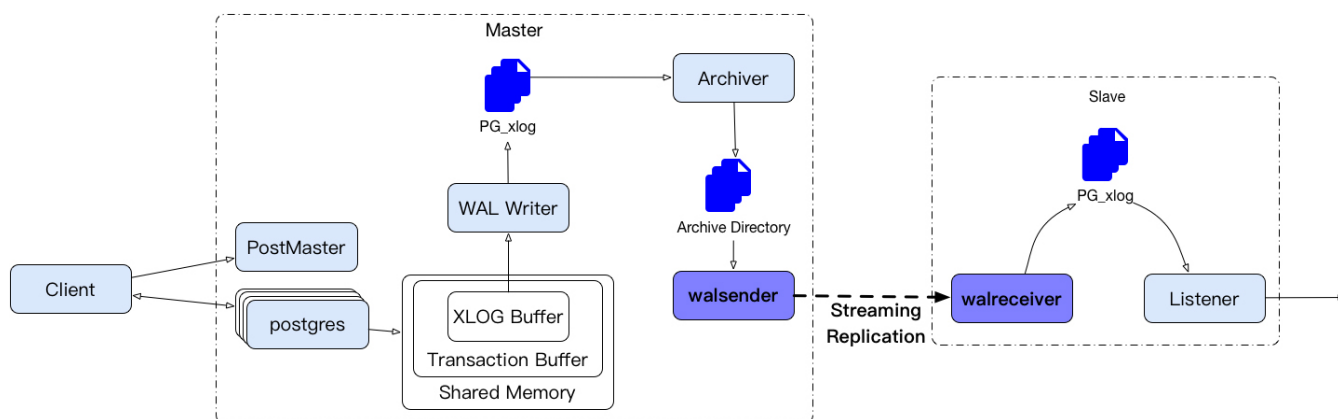 Master
PG_xlog
Archiver
WAL Writer
Archive Directory
PostMaster
Client
postgres
XLOG Buffer
Transaction Buffer
Shared Memory
walsender
Streaming
Replication
Slave
PG_xlog
walreceiver
Listener